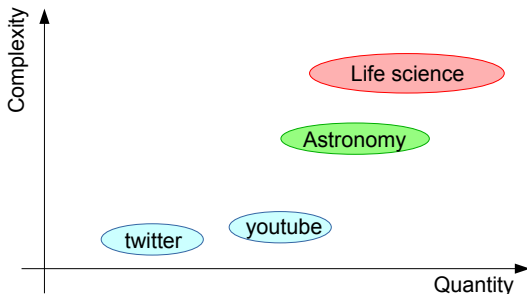 Complexity
Life science
Astronomy
youtube
twitter
Quantity